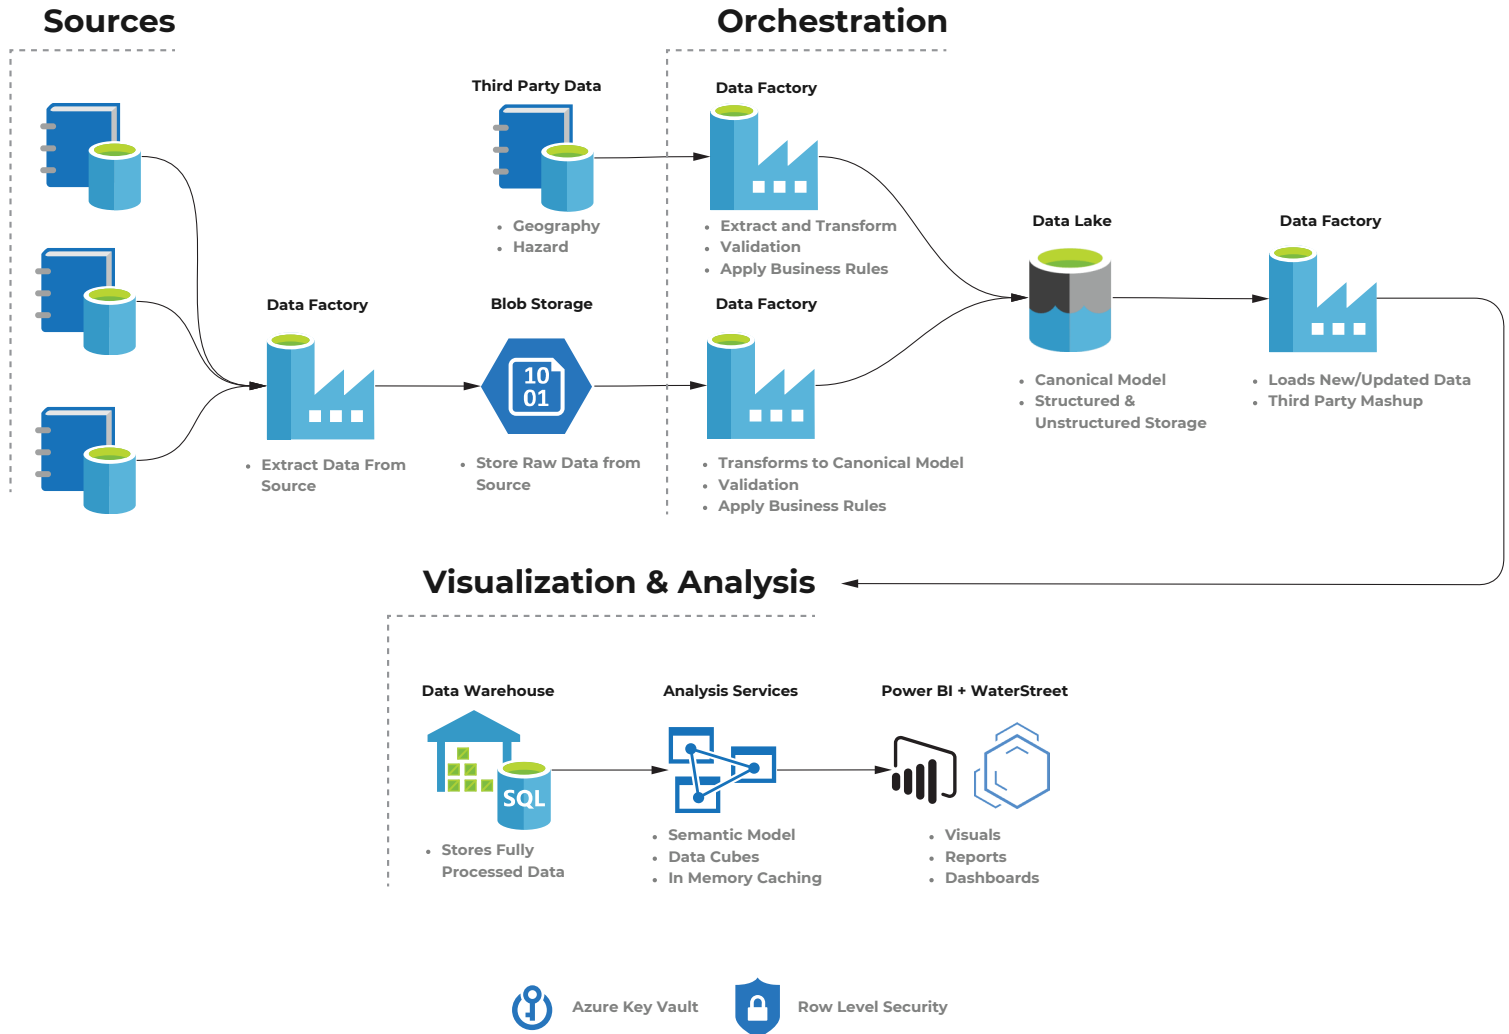 Sources
Orchestration
Third Party Data
Geography
Hazard
Data Factory
Extract and Transform
Validation
Apply Business Rules
Data Factory
Extract Data From
Source
Blob Storage
10
01
Store Raw Data from
Source
Data Factory
Transforms to Canonical Model
Validation
Apply Business Rules
Data Lake
Canonical Model
Structured &
Unstructured Storage
Data Factory
Loads New/Updated Data
Third Party Mashup
Visualization & Analysis
Data Warehouse
SQL
Stores Fully
Processed Data
Analysis Services
Semantic Model
Data Cubes
In Memory Caching
Power BI + WaterStreet
Visuals
Reports
Dashboards
Azure Key Vault
Row Level Security